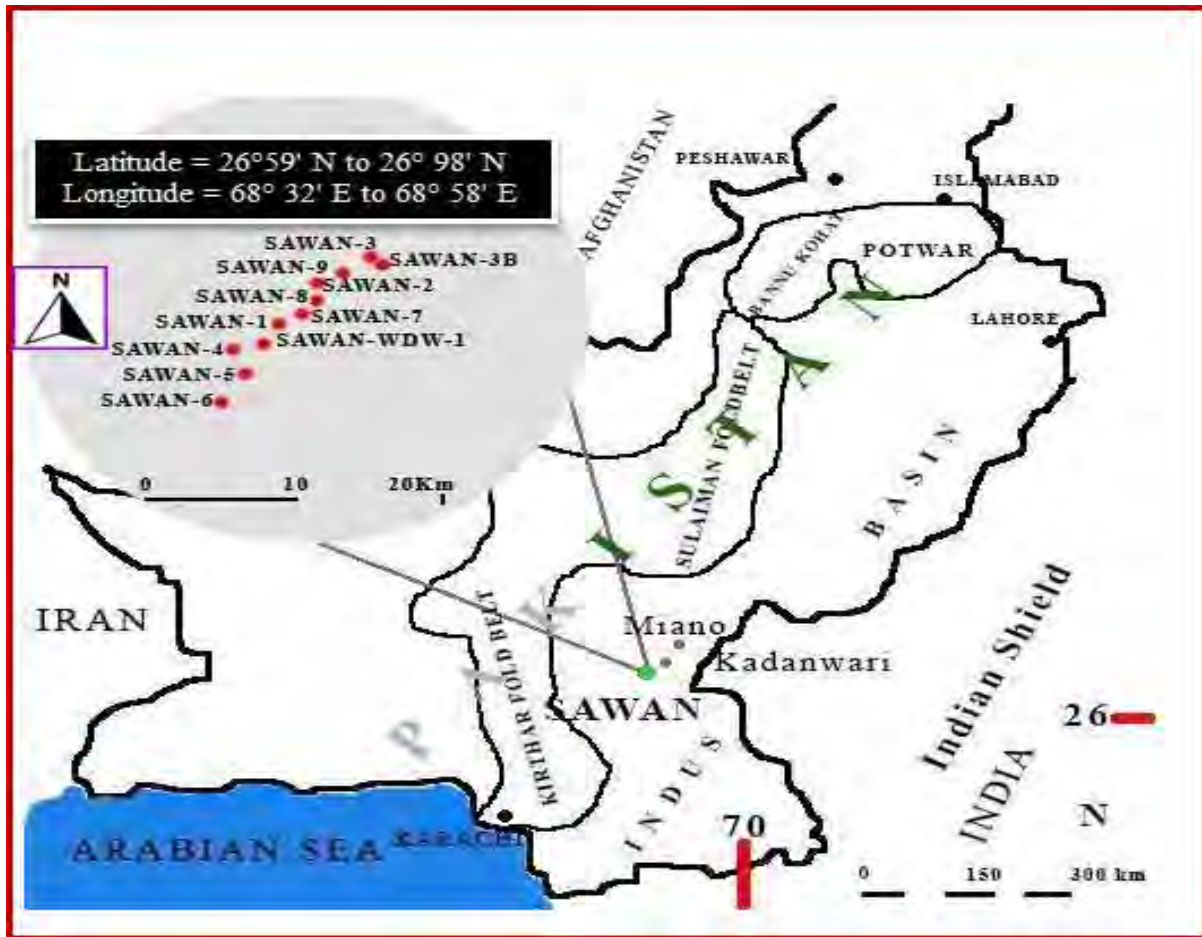 Latitude = 26°59' N to 26° 98' N
Longitude = 68° 32' E to 68° 58' E
N
SAWAN-3
SAWAN-3B
SAWAN-9
SAWAN-2
SAWAN-8
SAWAN-7
SAWAN-1
SAWAN-WDW-1
SAWAN-4
SAWAN-5
SAWAN-6
0 10 20Km
AFGHANISTAN
PESHAWAR
ISLAMABAD
BANNU KOHAT
POTWAR
LAHORE
SULAIMAN FOLDBELT
PAKISTAN
INDUS BASIN
IRAN
KIRTHAR FOLD BELT
Miano
Kadanwari
SAWAN
Indian Shield
INDIA
26
N
70
ARABIAN SEA
KARACHI
0 150 300 km